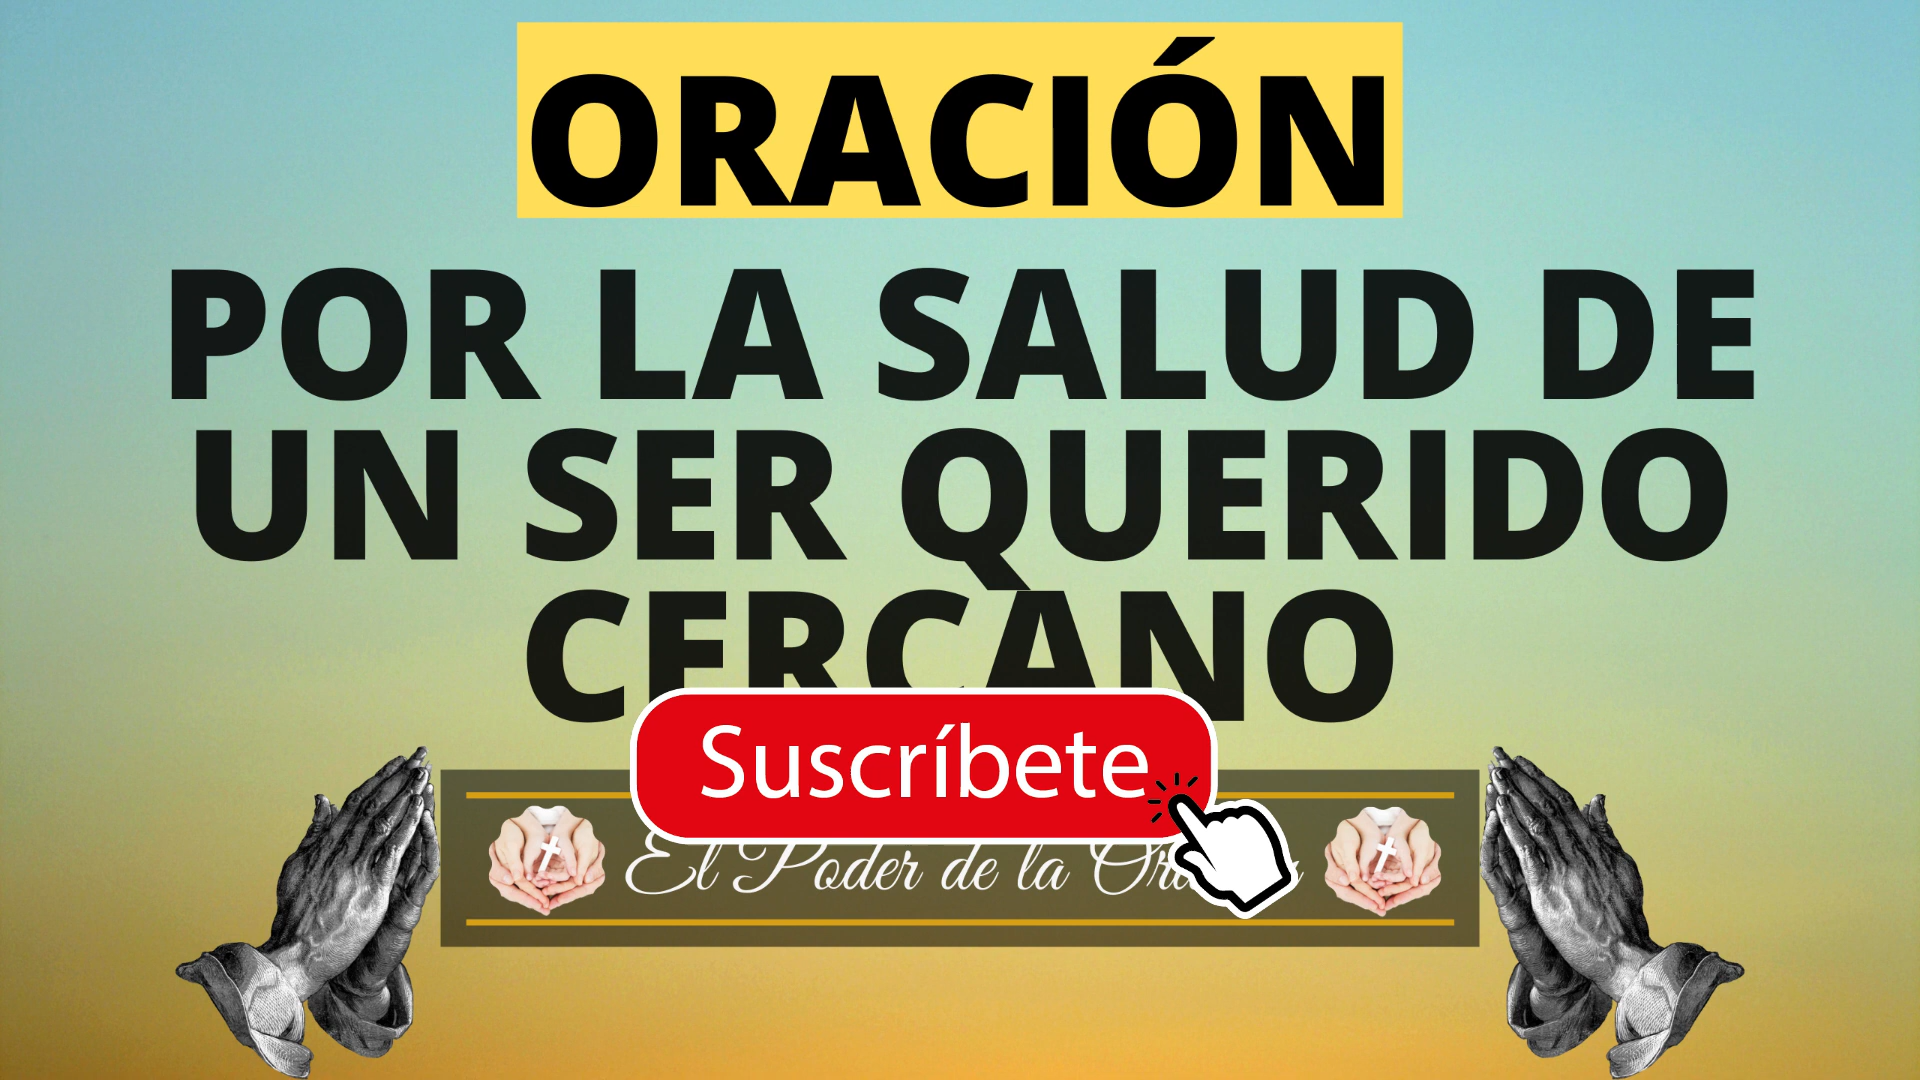 ORACIÓN
POR LA SALUD DE
UN SER QUERIDO
CERCANO
Suscríbete
El Poder de la